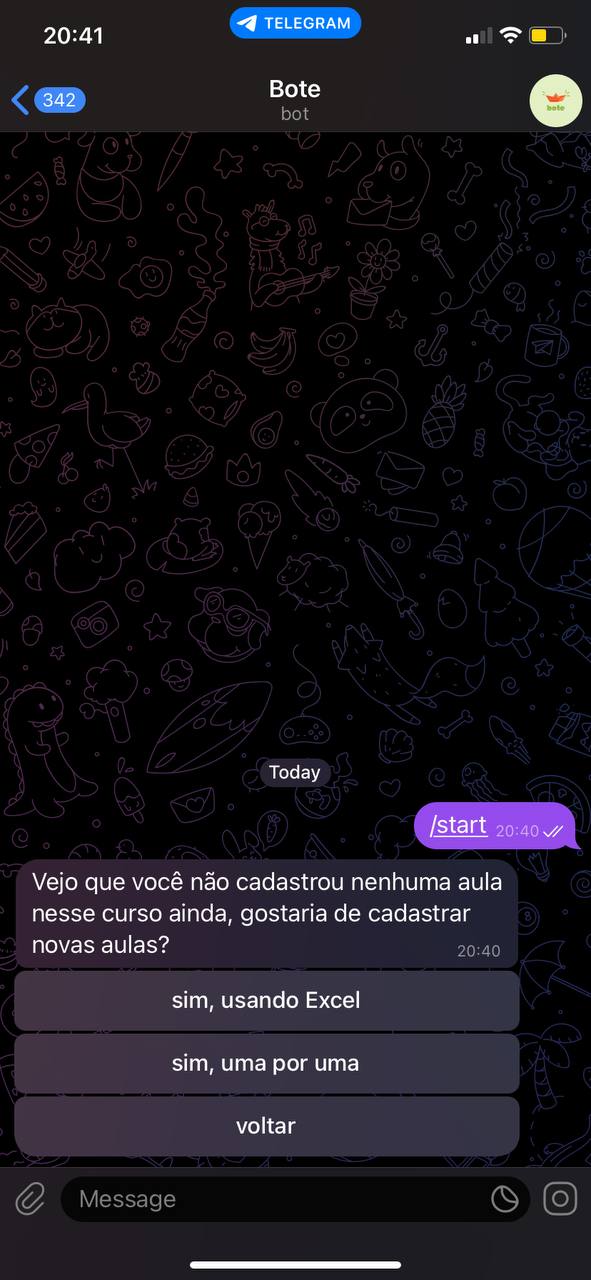 20:41
TELEGRAM
342
Bote
bot
bote
Today
/start 20:40
Vejo que você não cadastrou nenhuma aula
nesse curso ainda, gostaria de cadastrar
novas aulas?
20:40
sim, usando Excel
sim, uma por uma
voltar
Message